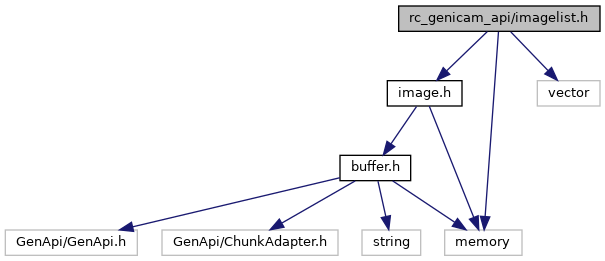 rc_genicam_api/imagelist.h
image.h
vector
buffer.h
GenApi/GenApi.h
GenApi/ChunkAdapter.h
string
memory